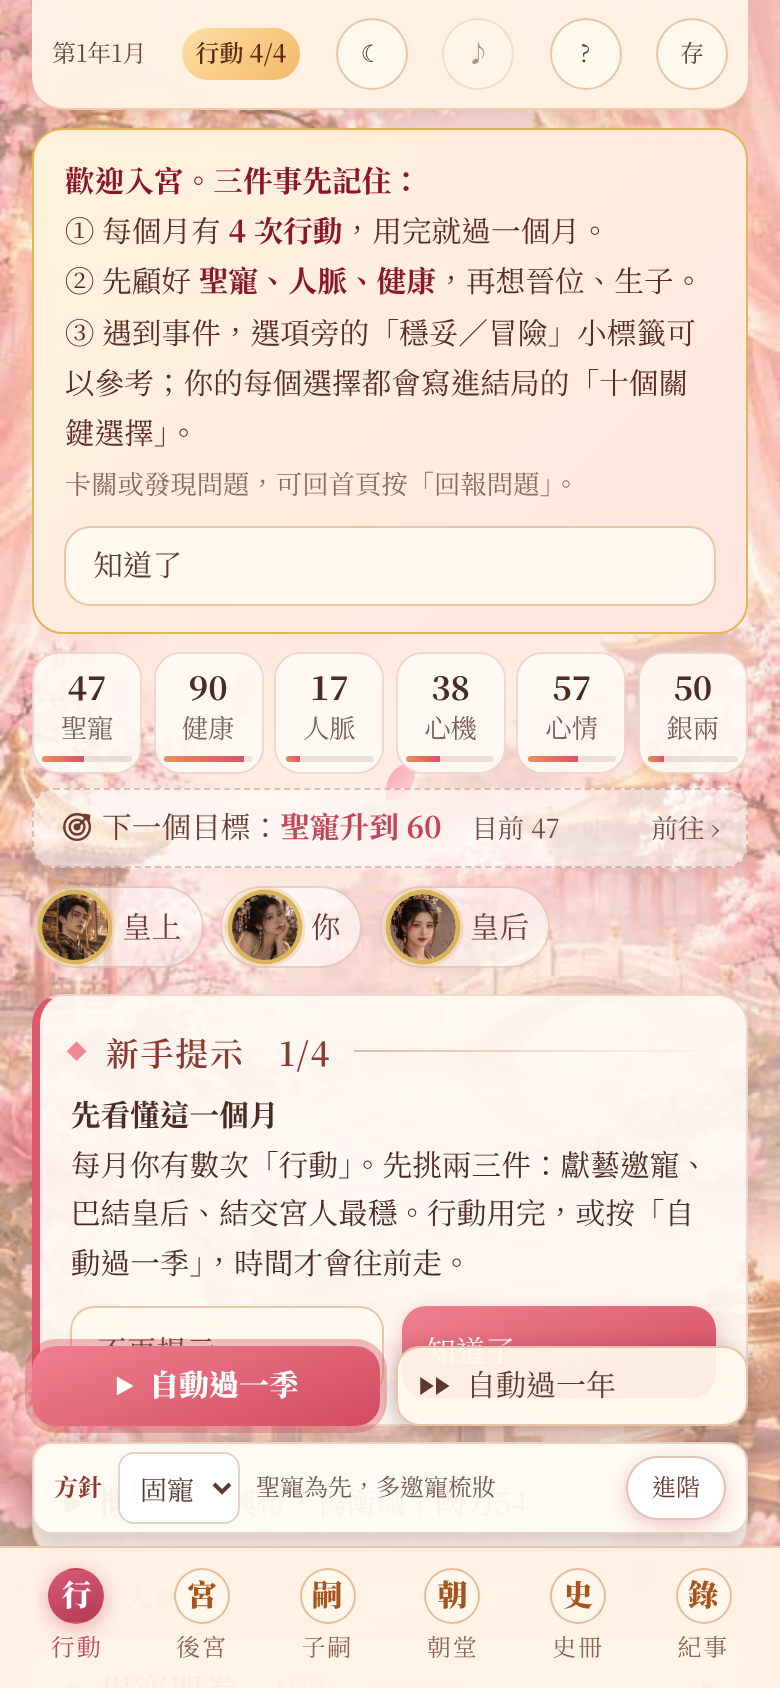 第1年1月 行動 4/4 ☾ ♪ ? 存
歡迎入宮。三件事先記住：
① 每個月有 4 次行動，用完就過一個月。
② 先顧好 聖寵、人脈、健康，再想晉位、生子。
③ 遇到事件，選項旁的「穩妥／冒險」小標籤可
以參考；你的每個選擇都會寫進結局的「十個關
鍵選擇」。
卡關或發現問題，可回首頁按「回報問題」。
知道了
47 90 17 38 57 50
聖寵 健康 人脈 心機 心情 銀兩
下一個目標：聖寵升到 60 目前 47 前往 ›
皇上 你 皇后
新手提示 1/4
先看懂這一個月
每月你有數次「行動」。先挑兩三件：獻藝邀寵、
巴結皇后、結交宮人最穩。行動用完，或按「自
動過一季」，時間才會往前走。
不再提示 知道了
自動過一季 自動過一年
方針 固寵 聖寵為先，多邀寵梳妝 進階
行 宮 嗣 朝 史 錄
行動 後宮 子嗣 朝堂 史冊 紀事